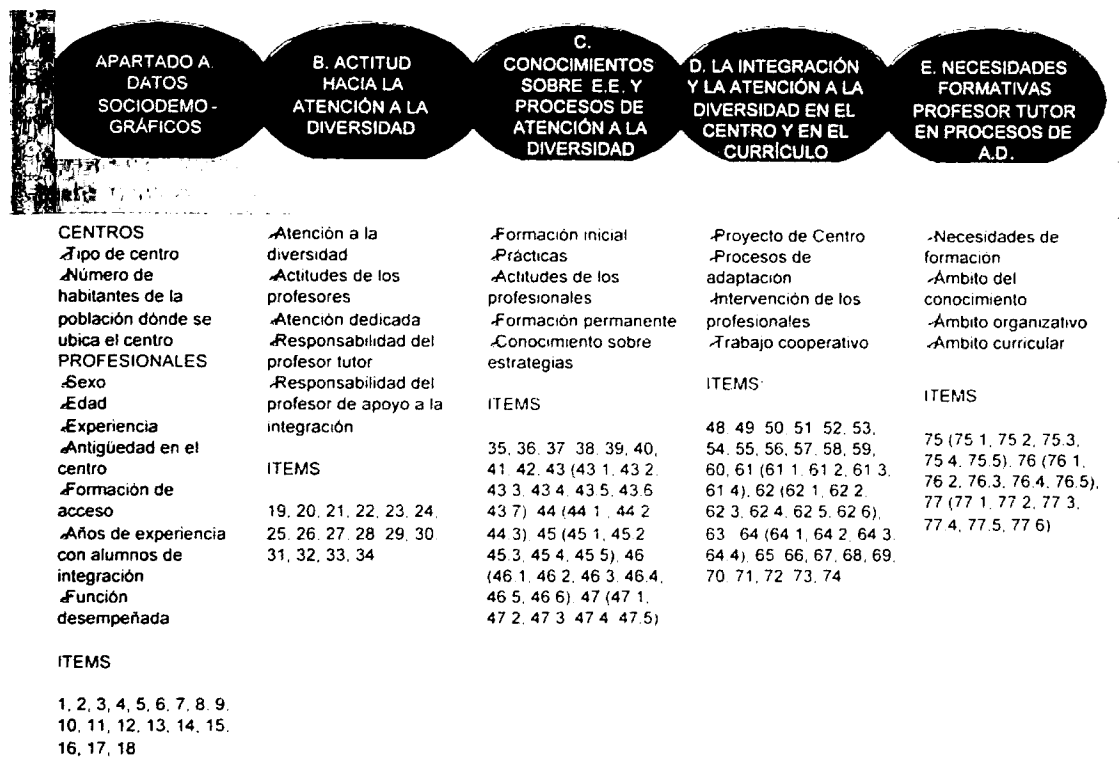 APARTADO A.
DATOS
SOCIODEMO -
GRÁFICOS
B. ACTITUD
HACIA LA
ATENCIÓN A LA
DIVERSIDAD
C.
CONOCIMIENTOS
SOBRE E.E. Y
PROCESOS DE
ATENCIÓN A LA
DIVERSIDAD
D. LA INTEGRACIÓN
Y LA ATENCIÓN A LA
DIVERSIDAD EN EL
CENTRO Y EN EL
CURRÍCULO
E. NECESIDADES
FORMATIVAS
PROFESOR TUTOR
EN PROCESOS DE
A.D.
CENTROS
Tipo de centro
Número de
habitantes de la
población dónde se
ubica el centro
PROFESIONALES
Sexo
Edad
Experiencia
Antigüedad en el
centro
Formación de
acceso
Años de experiencia
con alumnos de
integración
Función
desempeñada
ITEMS
1, 2, 3, 4, 5, 6, 7, 8. 9.
10, 11, 12, 13, 14, 15.
16, 17, 18
Atención a la
diversidad
Actitudes de los
profesores
Atención dedicada
Responsabilidad del
profesor tutor
Responsabilidad del
profesor de apoyo a la
integración
ITEMS
19, 20, 21, 22, 23, 24,
25, 26, 27, 28 29, 30.
31, 32, 33, 34
Formación inicial
Prácticas
Actitudes de los
profesionales
Formación permanente
Conocimiento sobre
estrategias
ITEMS
35, 36, 37 38, 39, 40,
41, 42, 43 (43 1, 43 2.
43 3, 43 4, 43.5, 43.6
43 7) 44 (44 1 , 44 2
44 3), 45 (45 1, 45 2
45.3, 45 4, 45 5), 46
(46 1, 46 2, 46 3, 46.4,
46 5, 46 6) 47 (47 1,
47 2, 47 3 47 4 47.5)
Proyecto de Centro
Procesos de
adaptación
Intervención de los
profesionales
Trabajo cooperativo
ITEMS
48 49 50, 51 52, 53,
54, 55, 56, 57, 58, 59,
60, 61 (61 1, 61 2, 61 3,
61 4), 62 (62 1, 62 2.
62 3, 62 4, 62 5, 62 6),
63 64 (64 1, 64 2, 64 3.
64 4), 65 66, 67, 68, 69.
70 71, 72 73, 74
Necesidades de
formación
Ámbito del
conocimiento
Ámbito organizativo
Ámbito curricular
ITEMS
75 (75 1, 75 2, 75.3,
75 4, 75.5), 76 (76 1,
76 2, 76.3, 76.4, 76.5),
77 (77 1, 77 2, 77 3,
77 4, 77.5, 77 6)